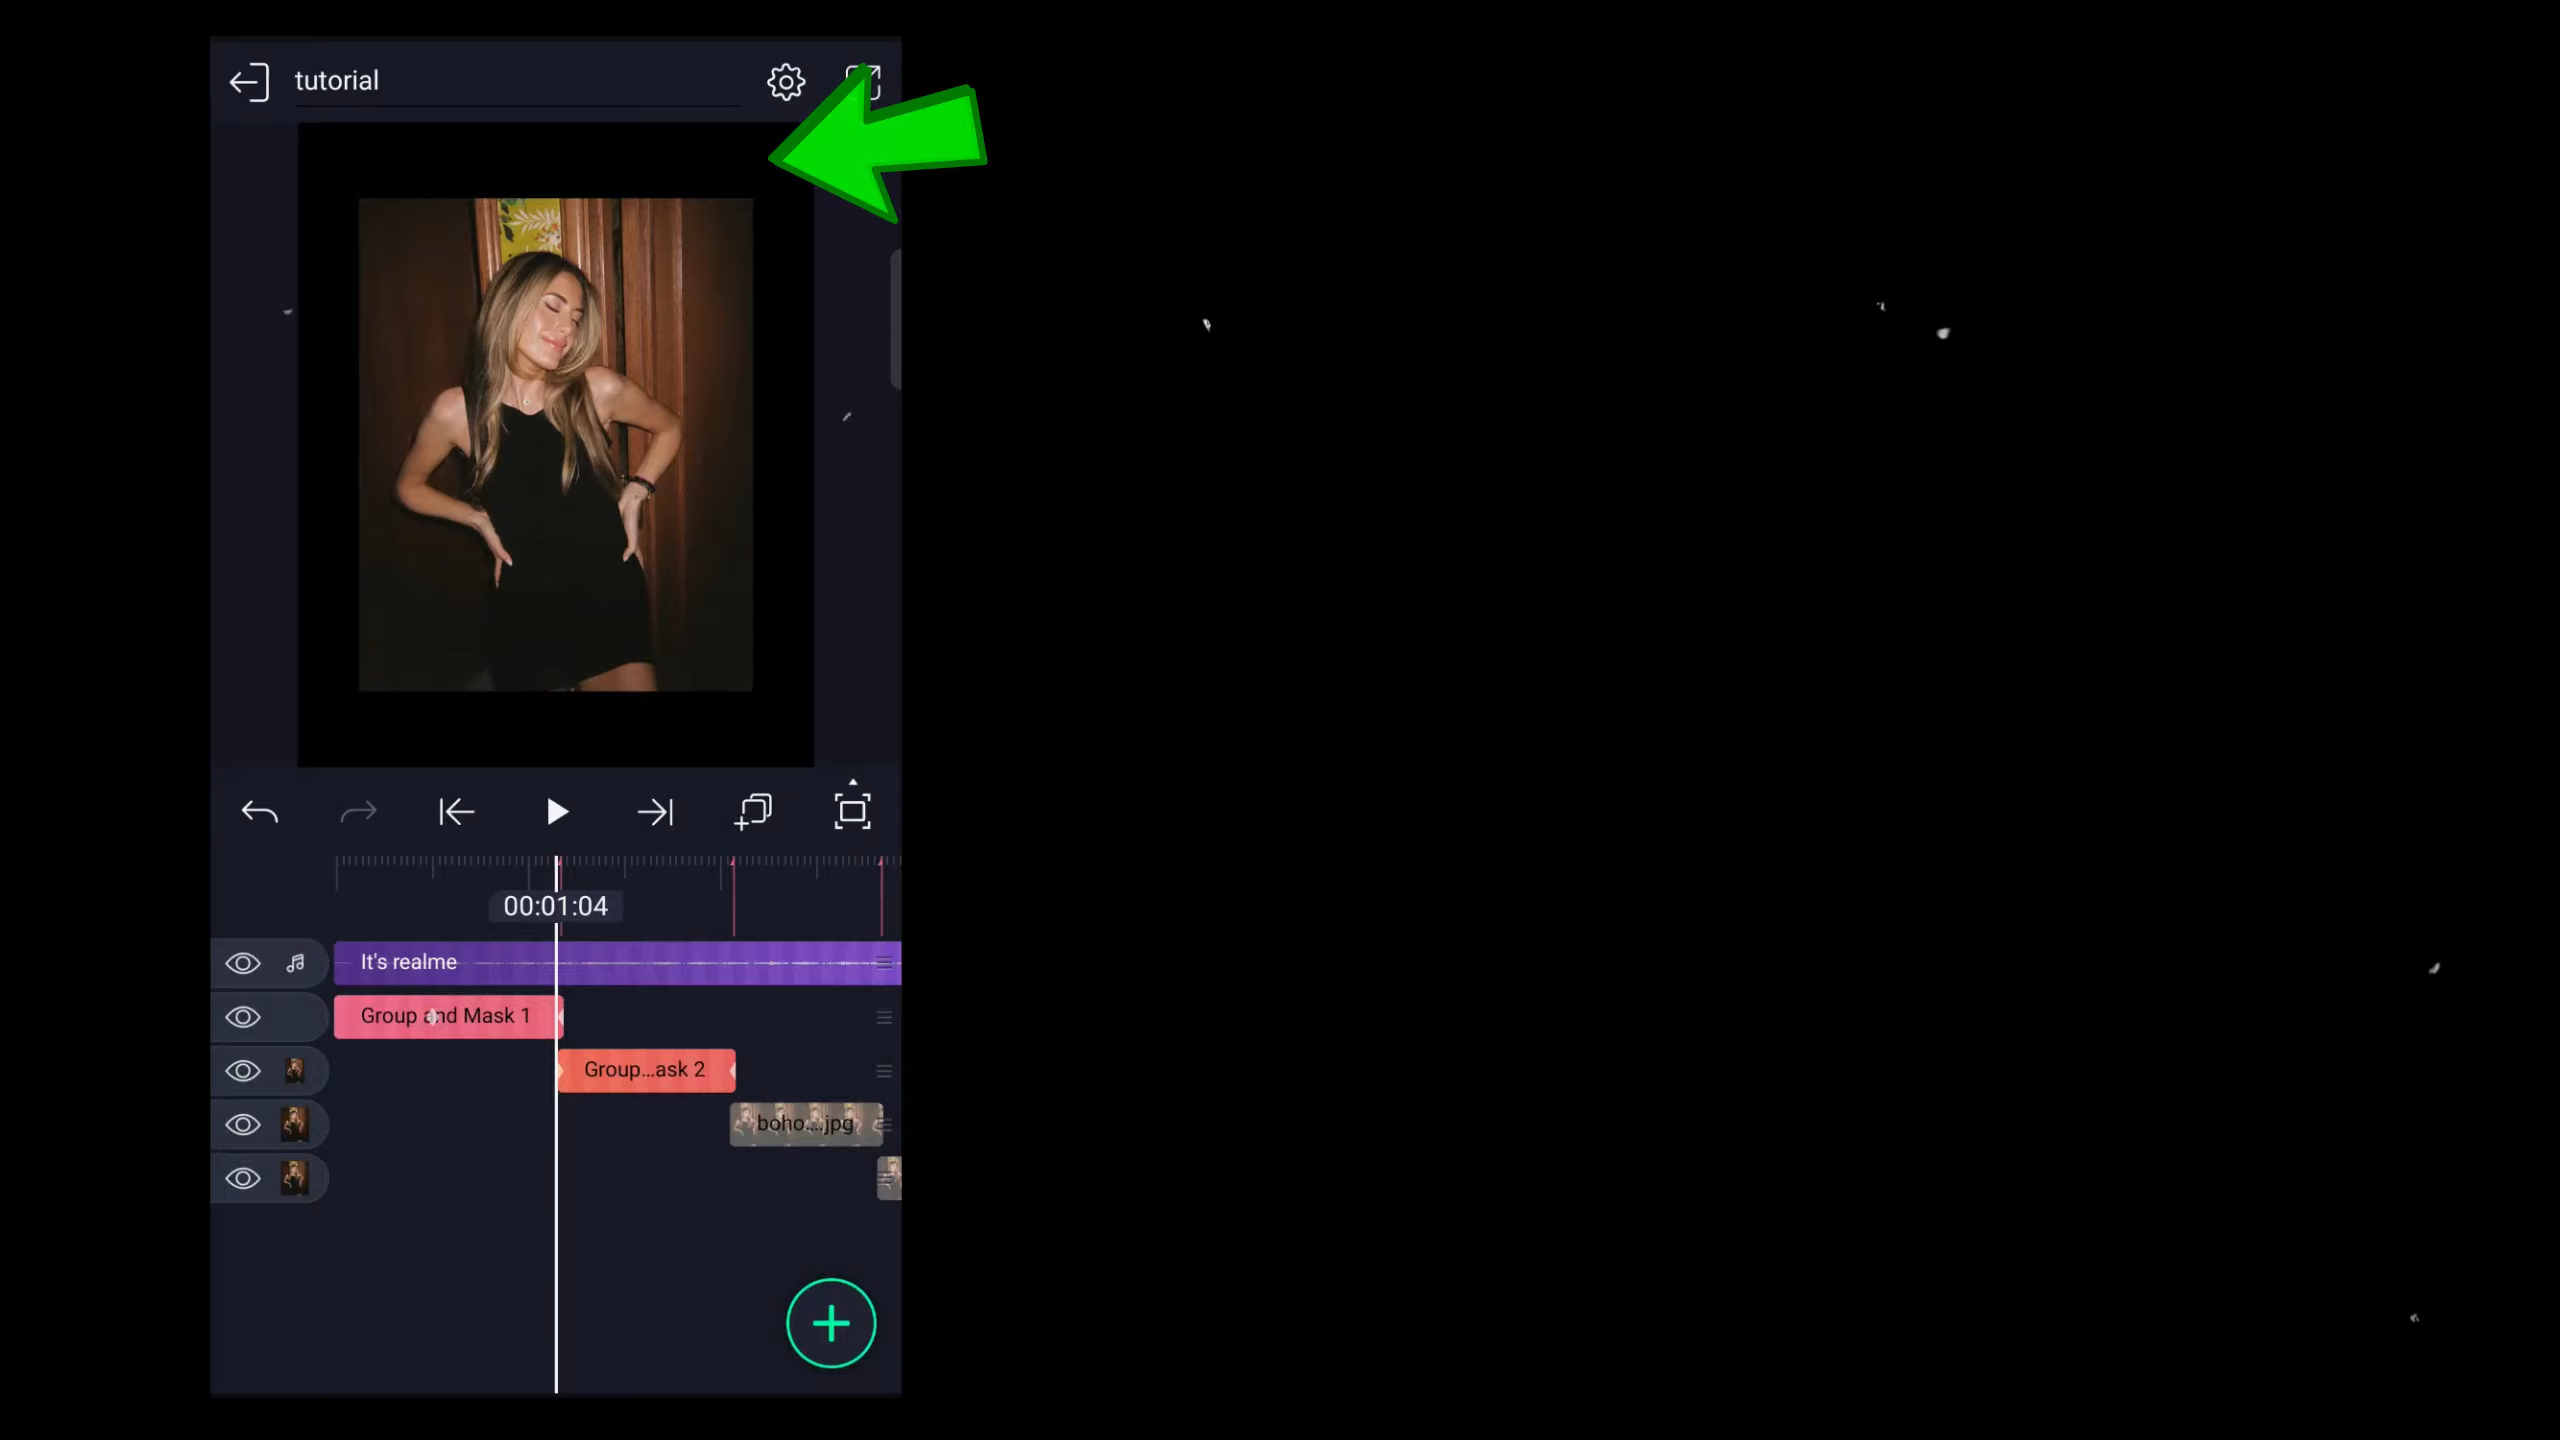 tutorial
00:01:04
It's realme
Group and Mask 1
Group...ask 2
boho....jpg